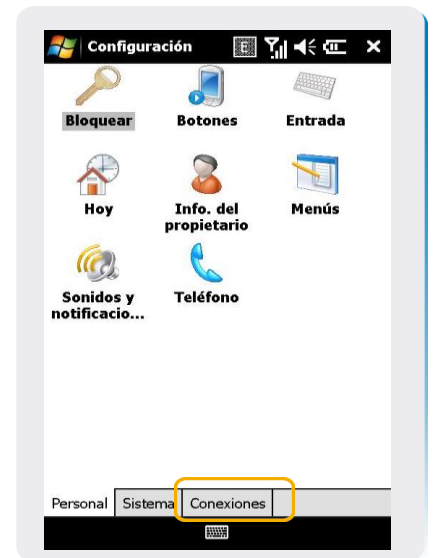 Configuración
Bloquear Botones Entrada
Hoy Info. del propietario Menús
Sonidos y notificacio... Teléfono
Personal Sistema Conexiones